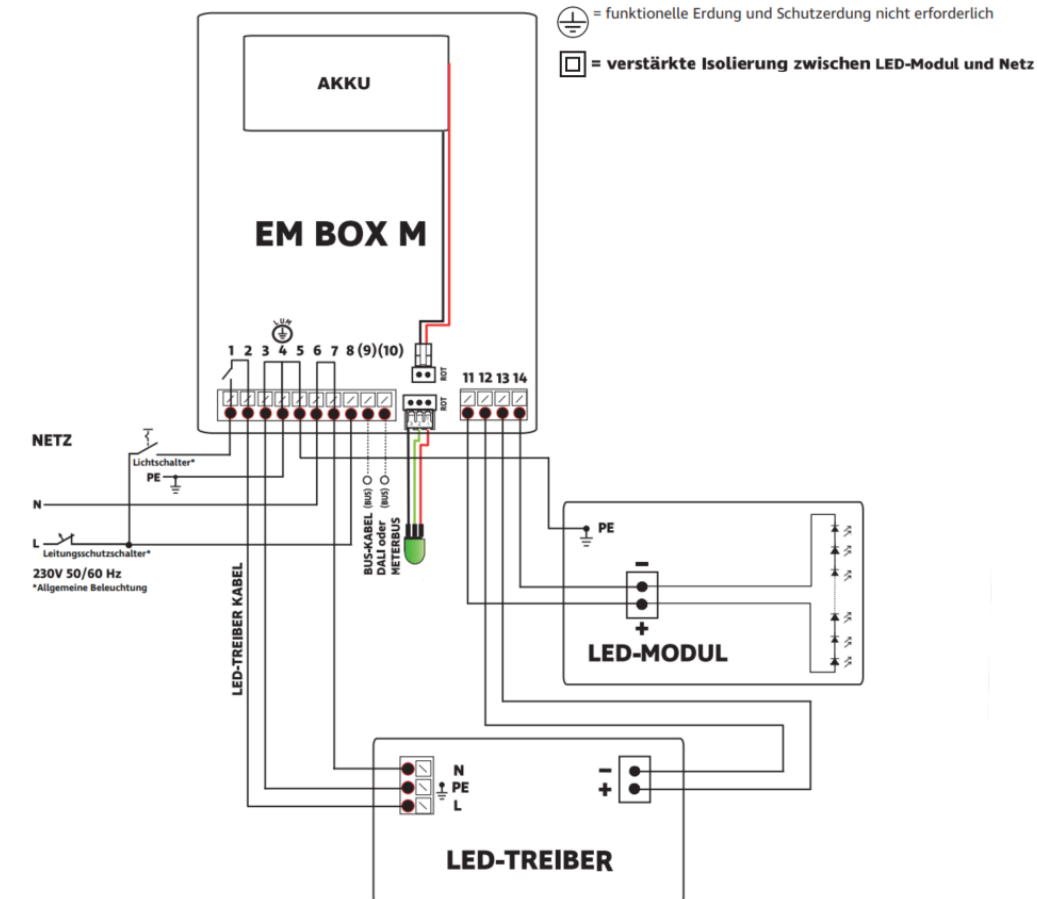 = funktionelle Erdung und Schutzerdung nicht erforderlich
= verstärkte Isolierung zwischen LED-Modul und Netz
AKKU
EM BOX M
LUM
1 2 3 4 5 6 7 8 (9) (10)
ROT
11 12 13 14
ROT
NETZ
Lichtschalter*
PE
N
L
Leitungsschutzschalter*
230V 50/60 Hz
*Allgemeine Beleuchtung
LED-TREIBER KABEL
BUS-KABEL (BUS)
DALI oder (BUS)
METERBUS
PE
-
+
LED-MODUL
N
PE
L
-
+
LED-TREIBER